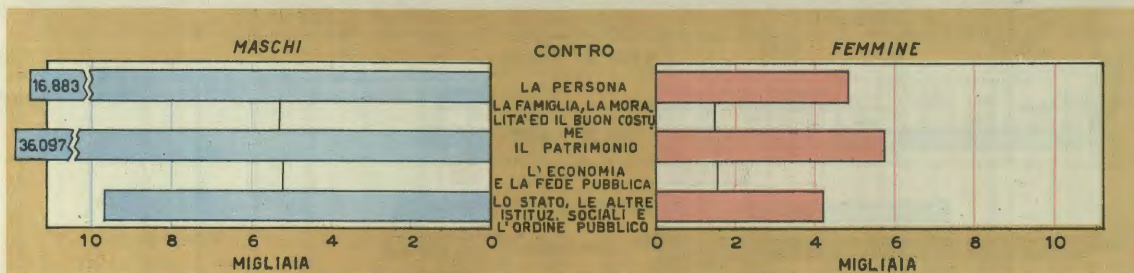 MASCHI
CONTRO
FEMMINE
16.883
LA PERSONA
LA FAMIGLIA, LA MORA
LITA' ED IL BUON COSTU
ME
36.097
IL PATRIMONIO
L'ECONOMIA
E LA FEDE PUBBLICA
LO STATO, LE ALTRE
ISTITUZ. SOCIALI E
L'ORDINE PUBBLICO
10 8 6 4 2 0
0 2 4 6 8 10
MIGLIAIA
MIGLIAIA